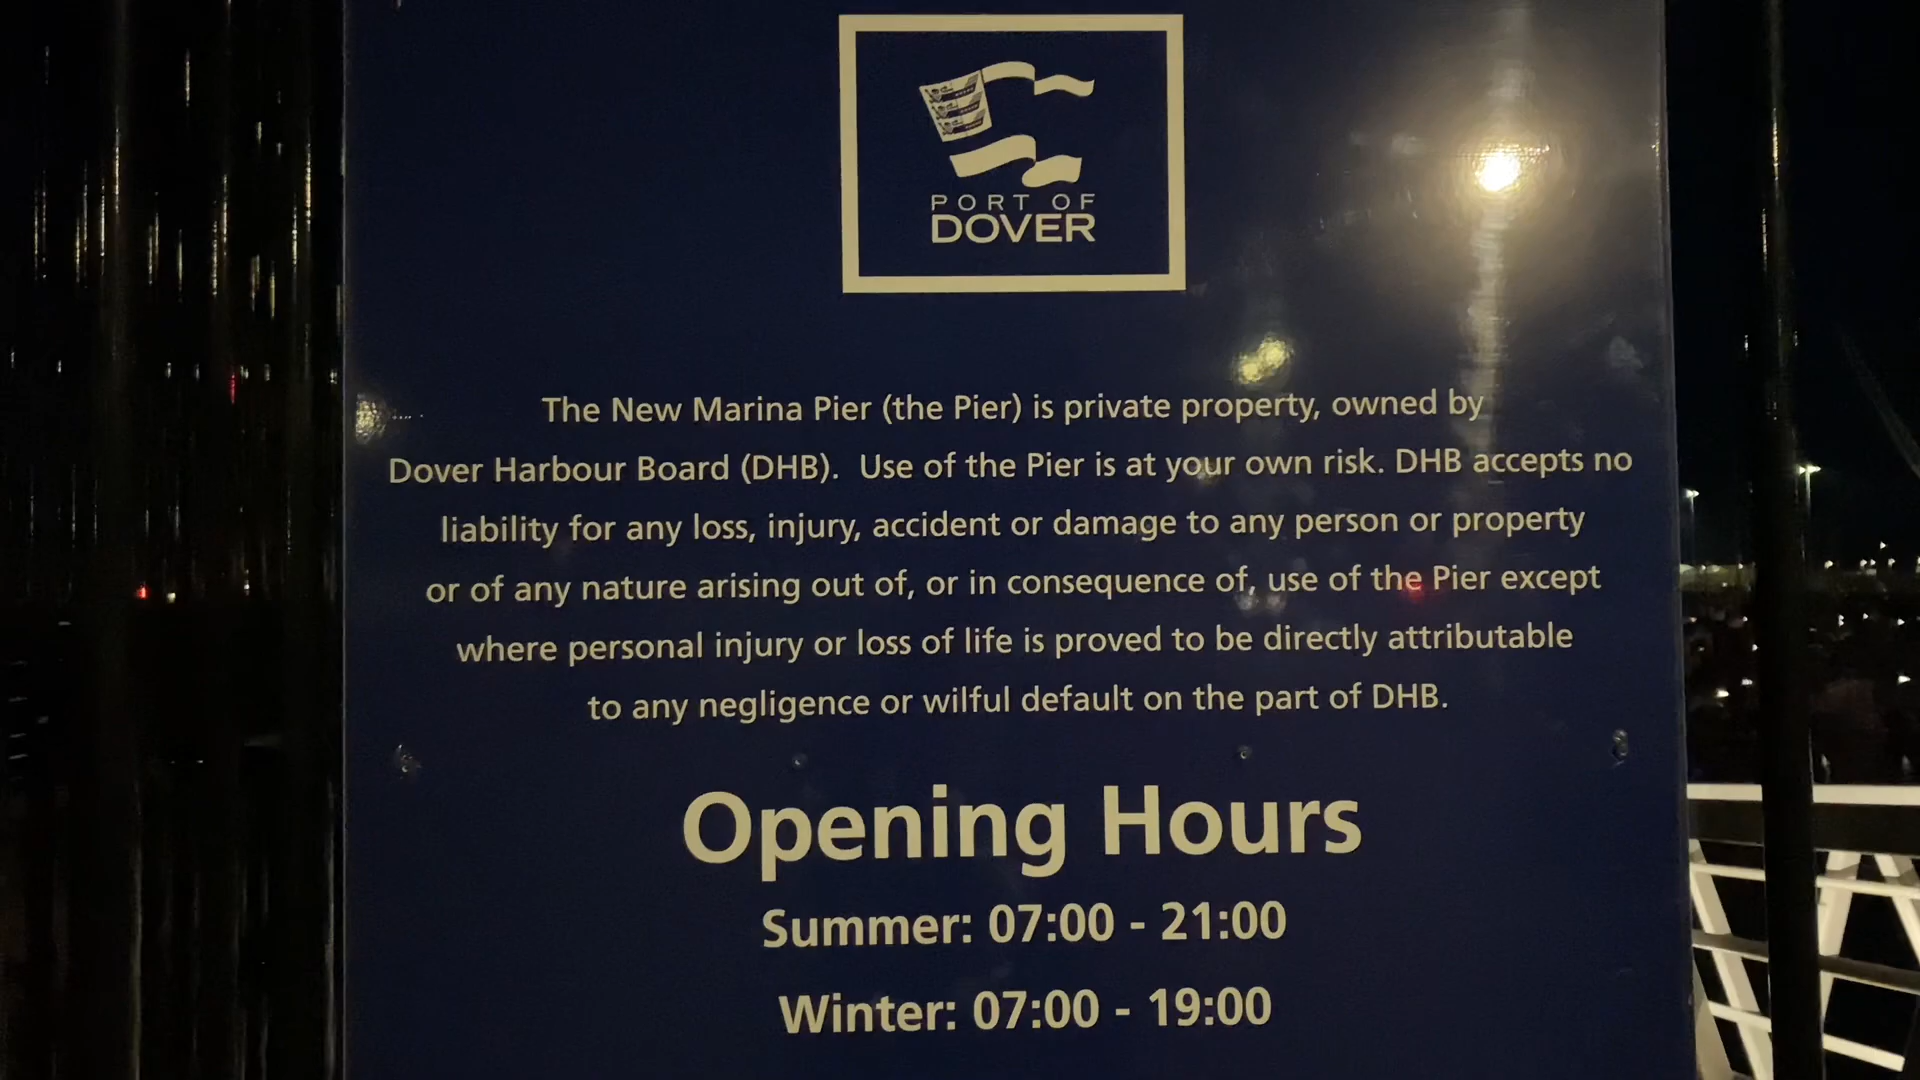 PORT OF
DOVER
The New Marina Pier (the Pier) is private property, owned by
Dover Harbour Board (DHB). Use of the Pier is at your own risk. DHB accepts no
liability for any loss, injury, accident or damage to any person or property
or of any nature arising out of, or in consequence of, use of the Pier except
where personal injury or loss of life is proved to be directly attributable
to any negligence or wilful default on the part of DHB.
Opening Hours
Summer: 07:00 - 21:00
Winter: 07:00 - 19:00